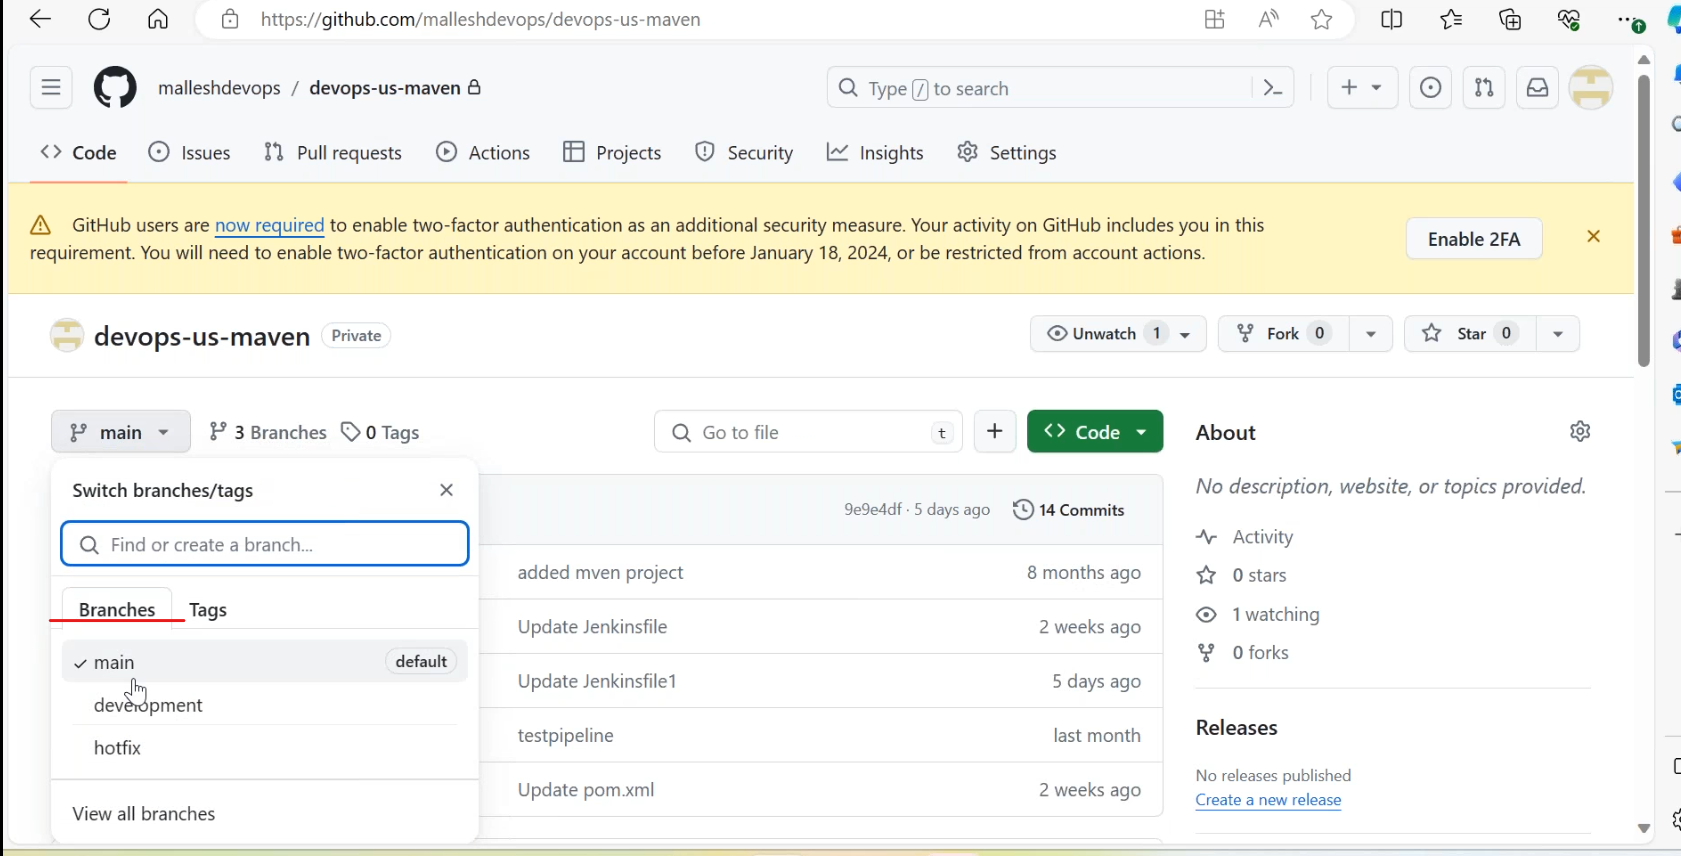 https://github.com/malleshdevops/devops-us-maven
malleshdevops / devops-us-maven
Type / to search
Code Issues Pull requests Actions Projects Security Insights Settings
GitHub users are now required to enable two-factor authentication as an additional security measure. Your activity on GitHub includes you in this
requirement. You will need to enable two-factor authentication on your account before January 18, 2024, or be restricted from account actions.
Enable 2FA
devops-us-maven Private
Unwatch 1 Fork 0 Star 0
main 3 Branches 0 Tags
Go to file t
+ Code
About
Switch branches/tags
No description, website, or topics provided.
9e9e4df · 5 days ago 14 Commits
Find or create a branch...
Activity
added mven project 8 months ago
0 stars
Branches Tags
Update Jenkinsfile 2 weeks ago
1 watching
main default
0 forks
Update Jenkinsfile1 5 days ago
development
Releases
testpipeline last month
hotfix
No releases published
Update pom.xml 2 weeks ago
Create a new release
View all branches